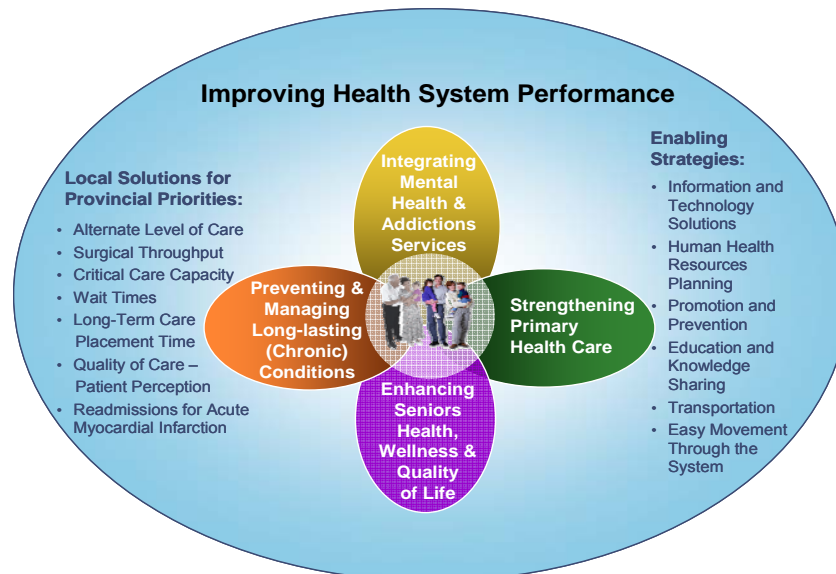 Improving Health System Performance
Local Solutions for
Provincial Priorities:
• Alternate Level of Care
• Surgical Throughput
• Critical Care Capacity
• Wait Times
• Long-Term Care
Placement Time
• Quality of Care –
Patient Perception
• Readmissions for Acute
Myocardial Infarction
Integrating
Mental
Health &
Addictions
Services
Preventing &
Managing
Long-lasting
(Chronic)
Conditions
Strengthening
Primary
Health Care
Enhancing
Seniors
Health,
Wellness &
Quality
of Life
Enabling
Strategies:
• Information and
Technology
Solutions
• Human Health
Resources
Planning
• Promotion and
Prevention
• Education and
Knowledge
Sharing
• Transportation
• Easy Movement
Through the
System